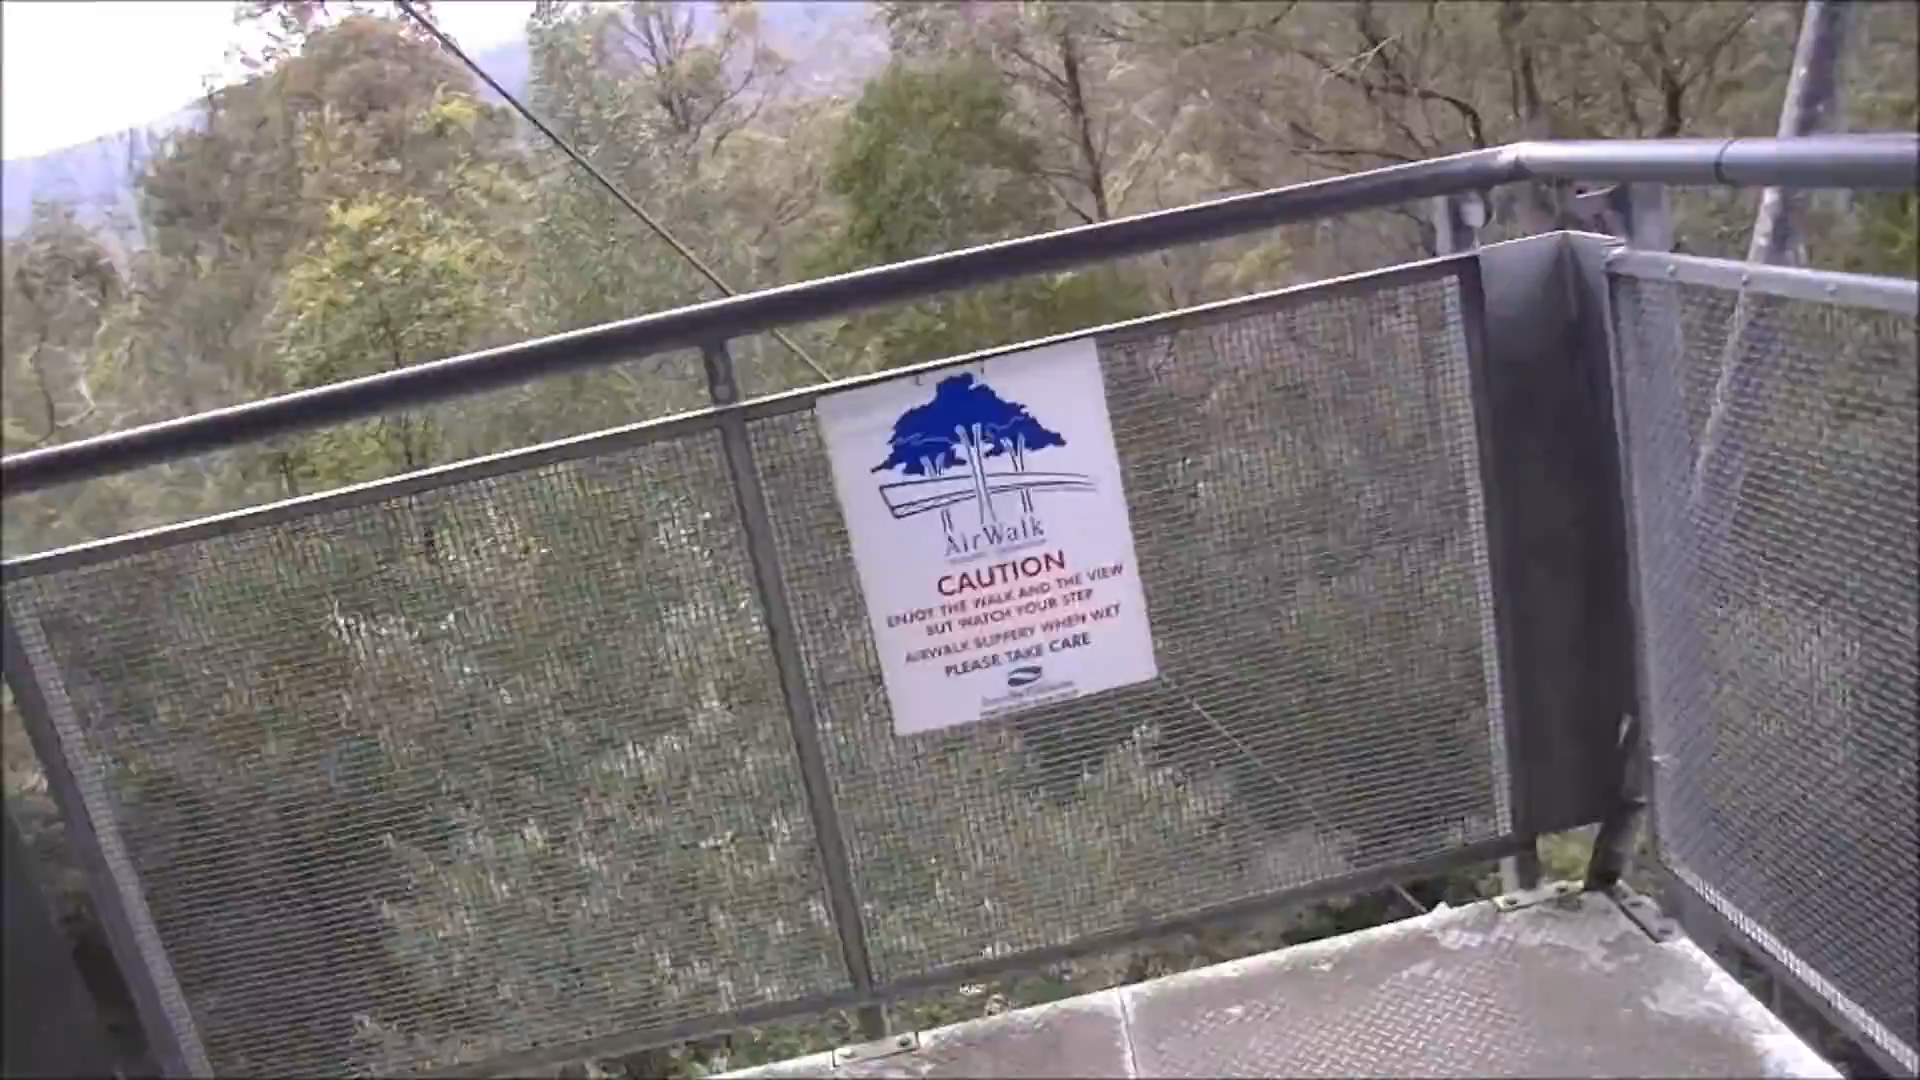 AirWalk
CAUTION
ENJOY THE WALK AND THE VIEW
BUT WATCH YOUR STEP
AIRWALK SLIPPERY WHEN WET
PLEASE TAKE CARE